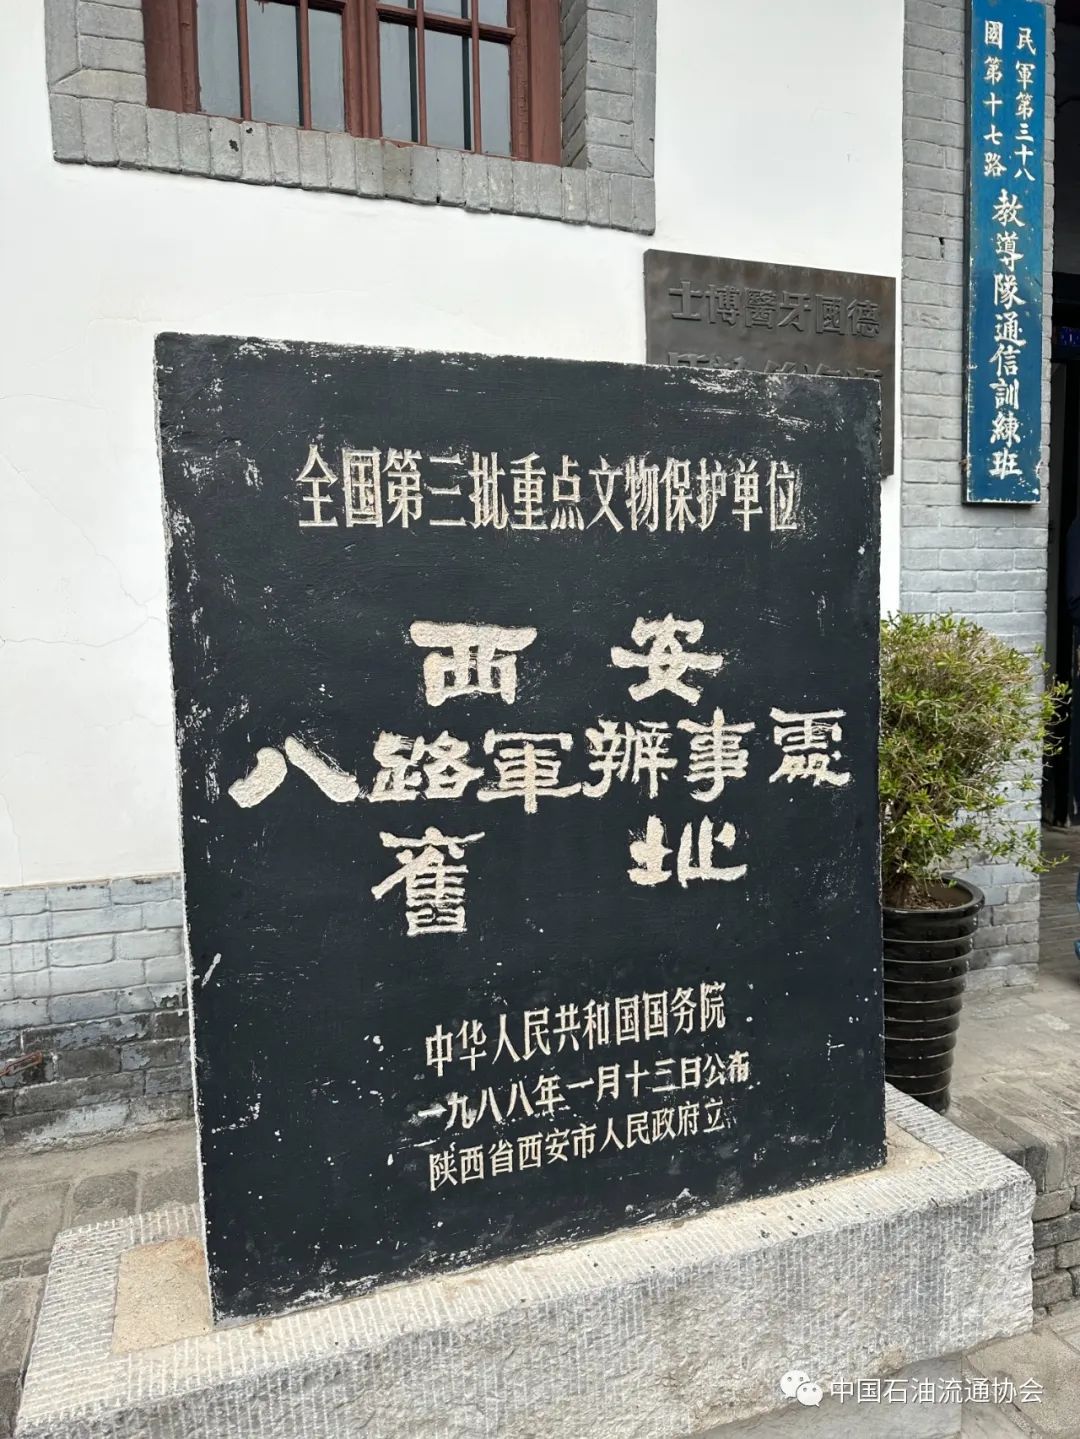 全国第三批重点文物保护单位
西安
八路軍辦事處
舊址
中华人民共和国国务院
一九八八年一月十三日公布
陕西省西安市人民政府立
士博醫牙國德
民軍第三十八
國第十七路
教導隊通信訓練班
中国石油流通协会